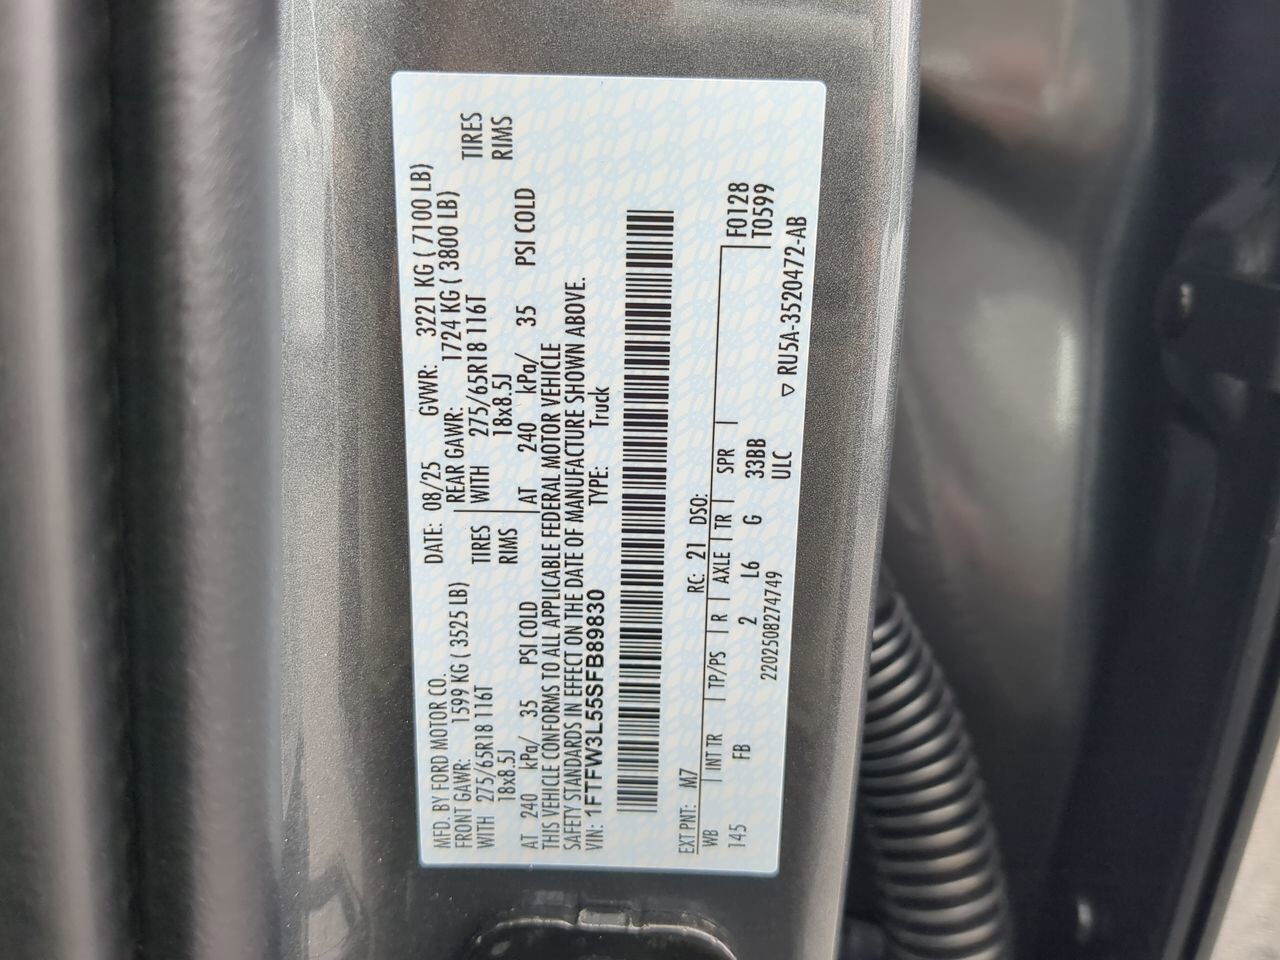 MFD. BY FORD MOTOR CO. DATE: 08/25 GVWR: 3221 KG ( 7100 LB)
FRONT GAWR: 1599 KG ( 3525 LB) REAR GAWR: 1724 KG ( 3800 LB)
WITH 275/65R18 116T TIRES WITH 275/65R18 116T TIRES
18x8.5J RIMS 18x8.5J RIMS
AT 240 kPa/ 35 PSI COLD AT 240 kPa/ 35 PSI COLD
THIS VEHICLE CONFORMS TO ALL APPLICABLE FEDERAL MOTOR VEHICLE
SAFETY STANDARDS IN EFFECT ON THE DATE OF MANUFACTURE SHOWN ABOVE.
VIN: 1FTFW3L55SFB89830 TYPE: Truck
EXT PNT: M7 RC: 21 DSO:
WB INT TR TP/PS R AXLE TR SPR F0128
145 FB 2 L6 G 33BB T0599
2202508274749 ULC
▽ RU5A-3520472-AB